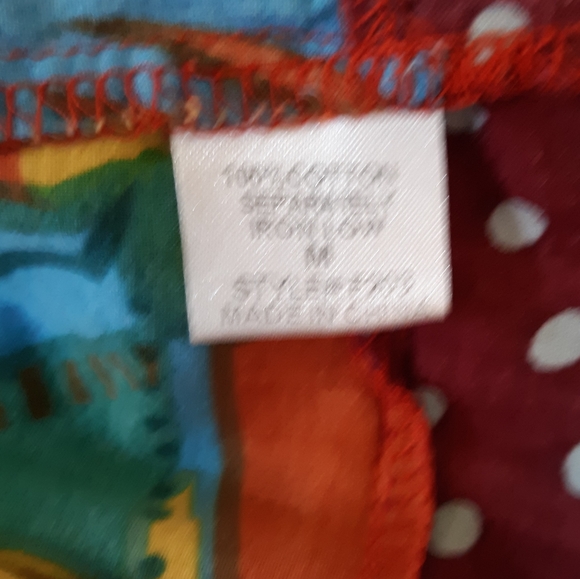 100% COTTON
SEPARATELY
IRON LOW
M
STYLE#
MADE IN CHINA